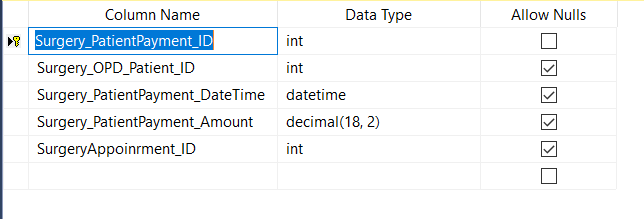 Column Name Data Type Allow Nulls
Surgery_PatientPayment_ID int
Surgery_OPD_Patient_ID int
Surgery_PatientPayment_DateTime datetime
Surgery_PatientPayment_Amount decimal(18, 2)
SurgeryAppoinrment_ID int